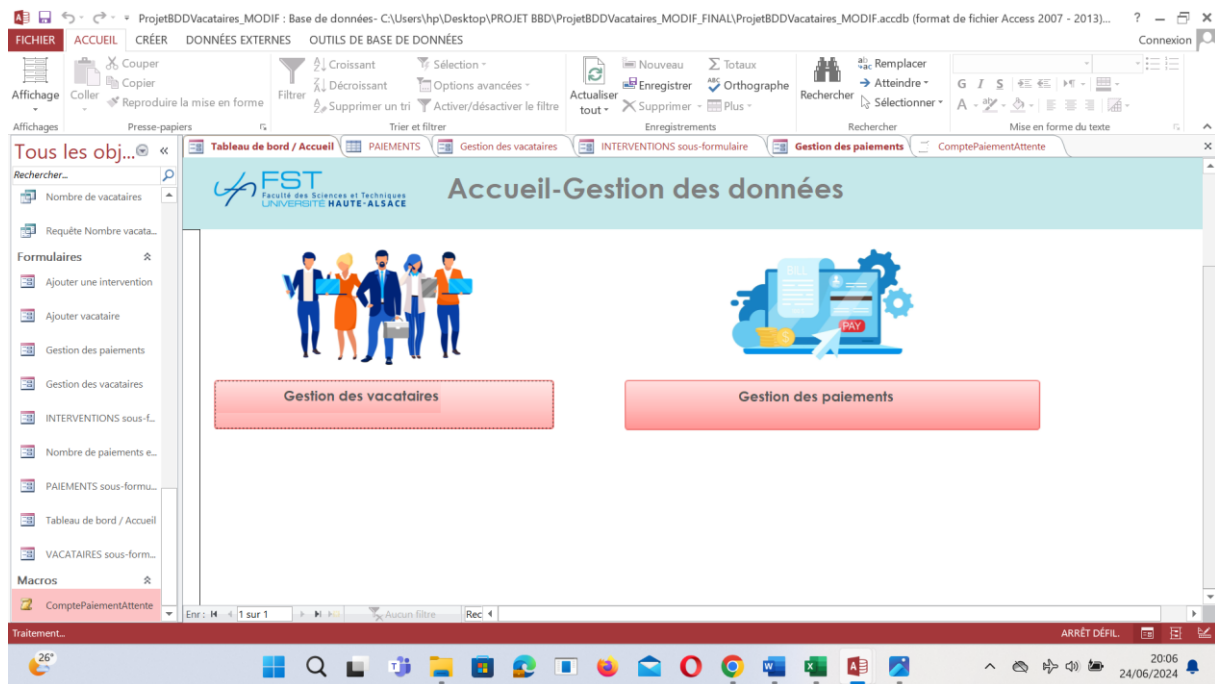 ProjetBDDVacataires_MODIF : Base de données- C:\Users\hp\Desktop\PROJET BBD\ProjetBDDVacataires_MODIF_FINAL\ProjetBDDVacataires_MODIF.accdb (format de fichier Access 2007 - 2013)...
FICHIER ACCUEIL CRÉER DONNÉES EXTERNES OUTILS DE BASE DE DONNÉES Connexion
Affichage
Coller
Couper
Copier
Reproduire la mise en forme
Filtrer
Croissant
Décroissant
Supprimer un tri
Sélection
Options avancées
Activer/désactiver le filtre
Actualiser tout
Nouveau
Enregistrer
Supprimer
Totaux
Orthographe
Plus
Rechercher
Remplacer
Atteindre
Sélectionner
G I S
A
Affichages Presse-papiers Trier et filtrer Enregistrements Rechercher Mise en forme du texte
Tous les obj...
Rechercher...
Nombre de vacataires
Requête Nombre vacata...
Formulaires
Ajouter une intervention
Ajouter vacataire
Gestion des paiements
Gestion des vacataires
INTERVENTIONS sous-f...
Nombre de paiements e...
PAIEMENTS sous-formu...
Tableau de bord / Accueil
VACATAIRES sous-form...
Macros
ComptePaiementAttente
Tableau de bord / Accueil PAIEMENTS Gestion des vacataires INTERVENTIONS sous-formulaire Gestion des paiements ComptePaiementAttente
FST
Faculté des Sciences et Techniques
UNIVERSITÉ HAUTE-ALSACE
Accueil-Gestion des données
BILL
PAY
Gestion des vacataires
Gestion des paiements
Enr : 1 sur 1 Aucun filtre Rec
Traitement... ARRÊT DÉFIL.
26°
20:06
24/06/2024